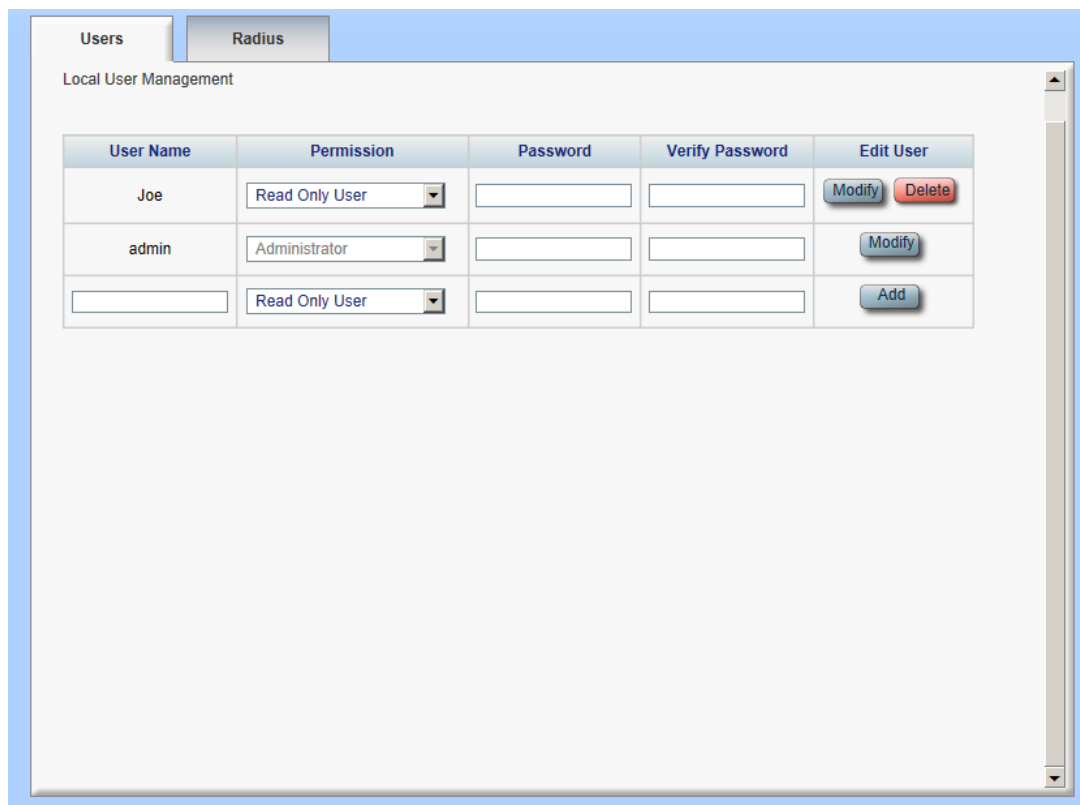 Users Radius
Local User Management
User Name Permission Password Verify Password Edit User
Joe Read Only User Modify Delete
admin Administrator Modify
Read Only User Add